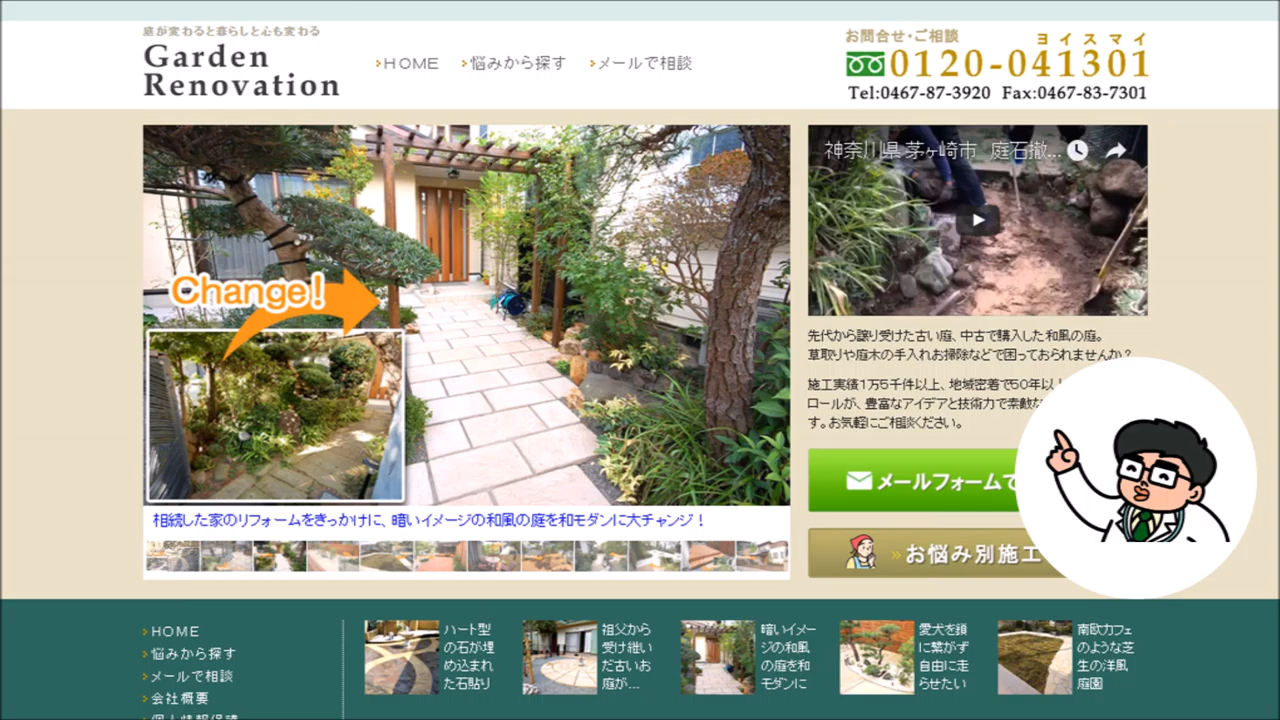 庭が変わると暮らしと心も変わる
Garden
Renovation
HOME
悩みから探す
メールで相談
お問合せ・ご相談
ヨイスマイ
0120-041301
Tel:0467-87-3920 Fax:0467-83-7301
神奈川県 茅ヶ崎市 庭石撤...
Change!
先代から譲り受けた古い庭、中古で購入した和風の庭。
草取りや庭木の手入れお掃除などで困っておられませんか?
施工実績1万5千件以上、地域密着で50年以
ロールが、豊富なアイデアと技術力で素敵
す。お気軽にご相談ください。
メールフォームで
お悩み別施工
相続した家のリフォームをきっかけに、暗いイメージの和風の庭を和モダンに大チャンジ!
HOME
悩みから探す
メールで相談
会社概要
個人情報保護
ハート型
の石が埋
め込まれ
た石貼り
祖父から
受け継い
だ古いお
庭が...
暗いイメー
ジの和風
の庭を和
モダンに
愛犬を鎖
に繋がず
自由に走
らせたい
南欧カフェ
のような芝
生の洋風
庭園